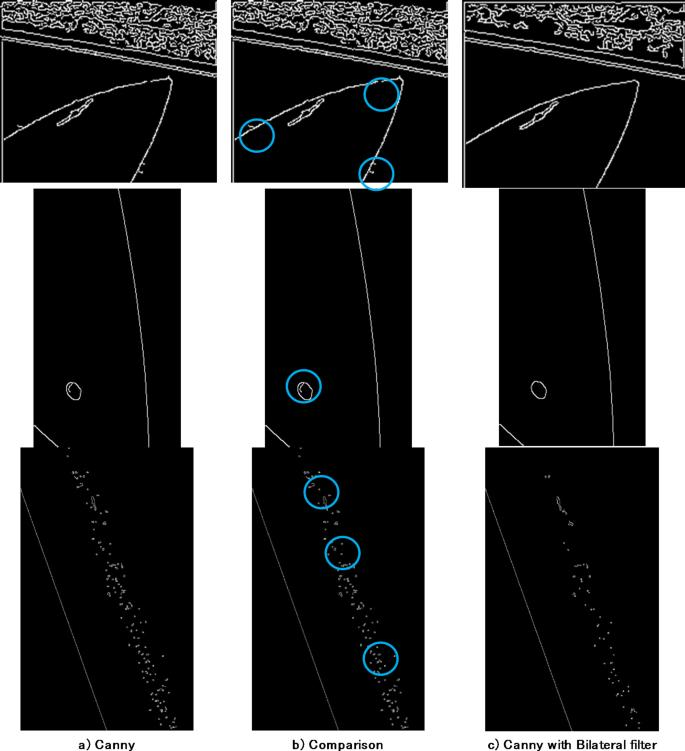 a) Canny
b) Comparison
c) Canny with Bilateral filter